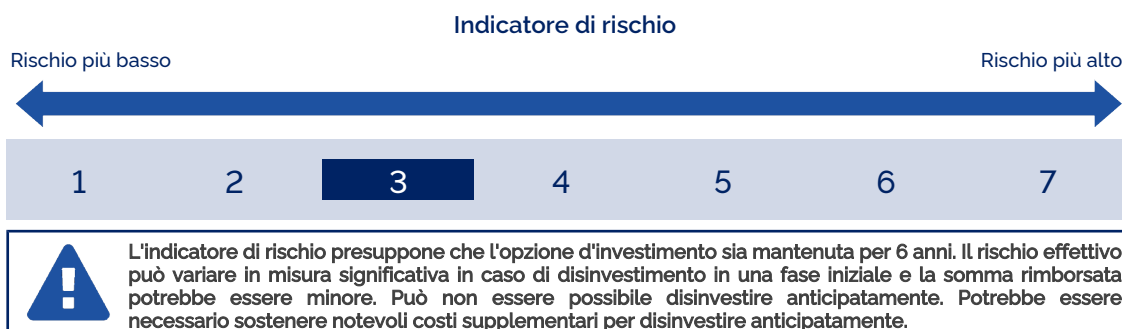 Indicatore di rischio
Rischio più basso
Rischio più alto
1 2 3 4 5 6 7
L'indicatore di rischio presuppone che l'opzione d'investimento sia mantenuta per 6 anni. Il rischio effettivo
può variare in misura significativa in caso di disinvestimento in una fase iniziale e la somma rimborsata
potrebbe essere minore. Può non essere possibile disinvestire anticipatamente. Potrebbe essere
necessario sostenere notevoli costi supplementari per disinvestire anticipatamente.